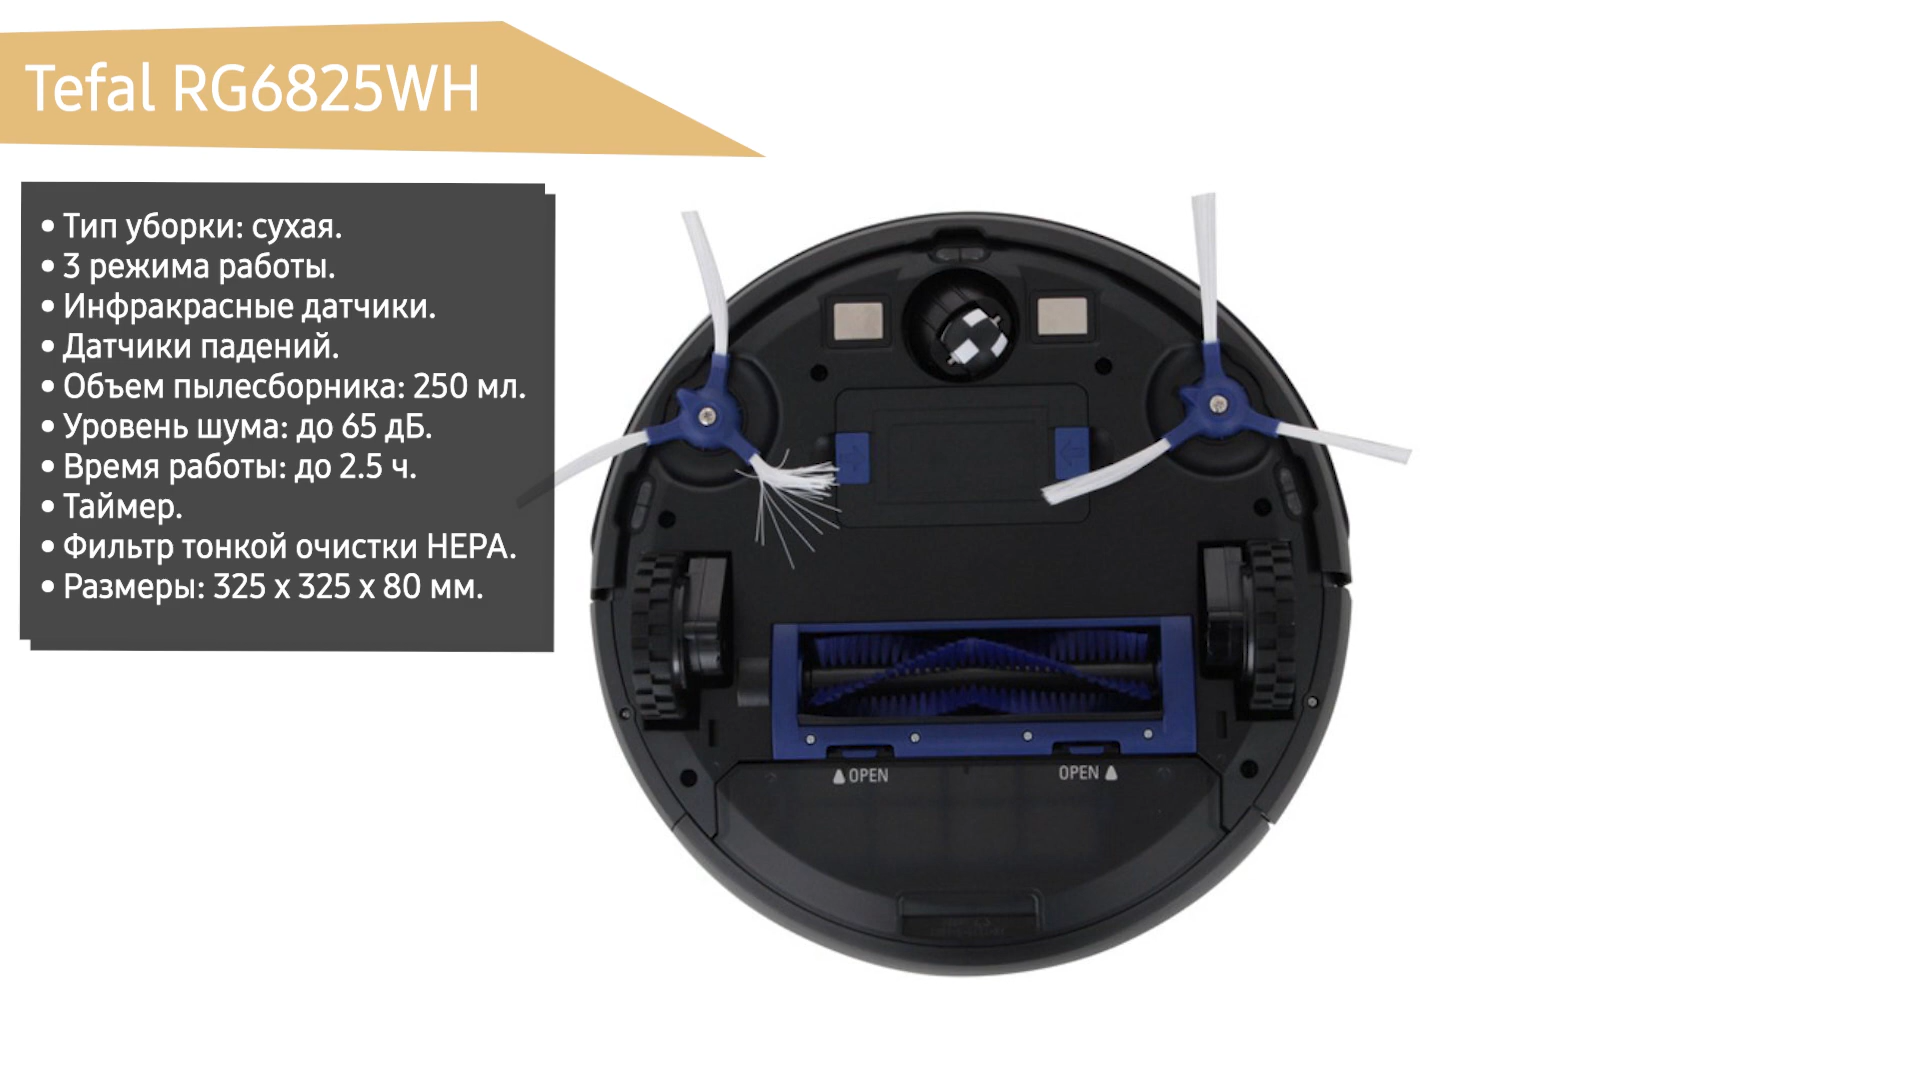 Tefal RG6825WH
• Тип уборки: сухая.
• 3 режима работы.
• Инфракрасные датчики.
• Датчики падений.
• Объем пылесборника: 250 мл.
• Уровень шума: до 65 дБ.
• Время работы: до 2.5 ч.
• Таймер.
• Фильтр тонкой очистки HEPA.
• Размеры: 325 x 325 x 80 мм.
OPEN
OPEN